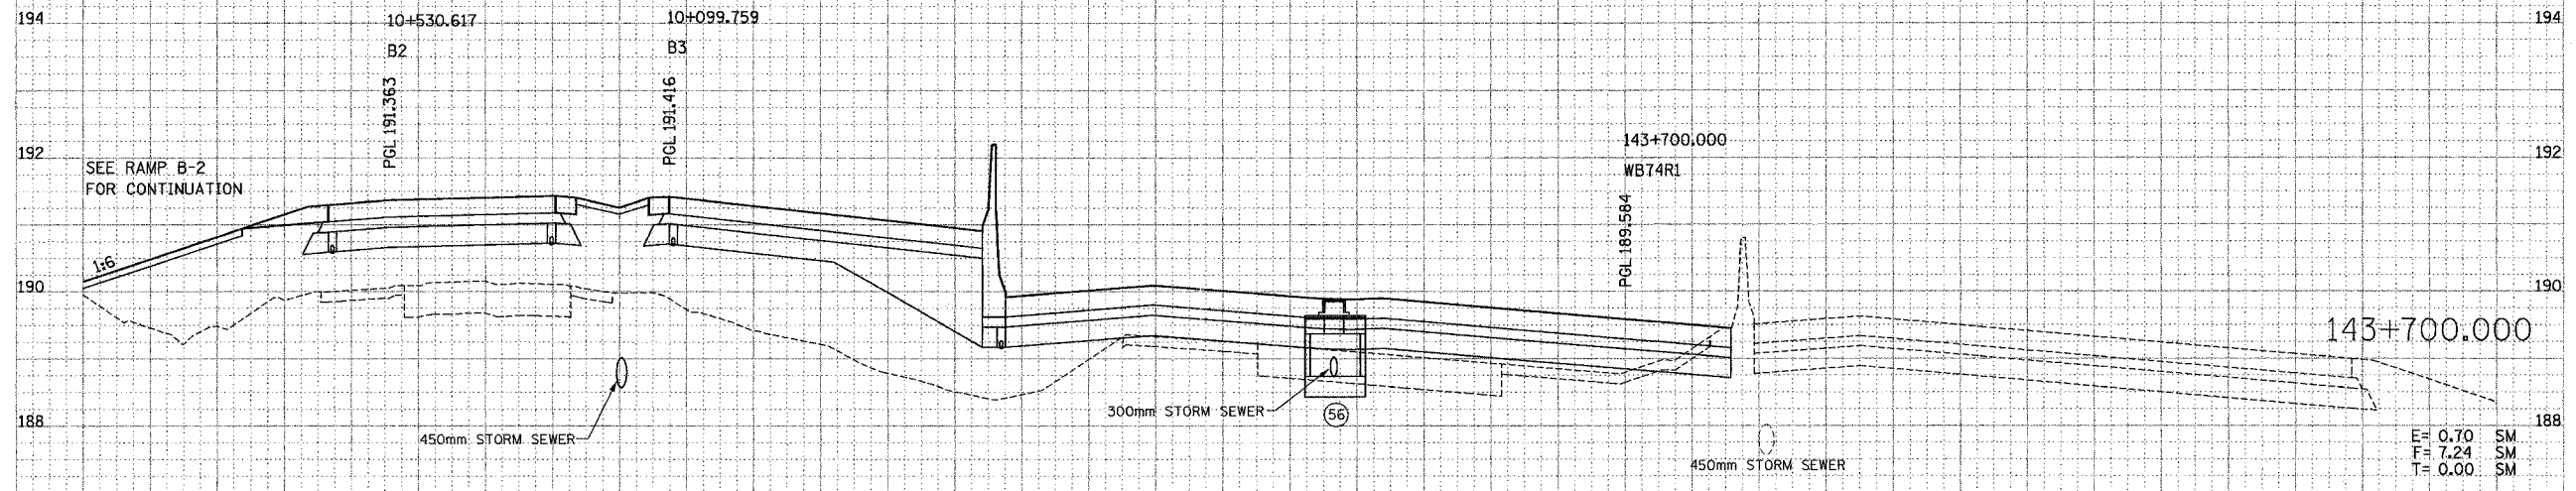 194
10+530.617
10+099.759
194
B2
B3
PGL 191.363
PGL 191.416
143+700.000
192
192
SEE RAMP B-2
FOR CONTINUATION
WB74R1
PGL 189.584
1:6
190
190
143+700.000
300mm STORM SEWER
56
188
188
450mm STORM SEWER
450mm STORM SEWER
E= 0.70 SM
F= 7.24 SM
T= 0.00 SM